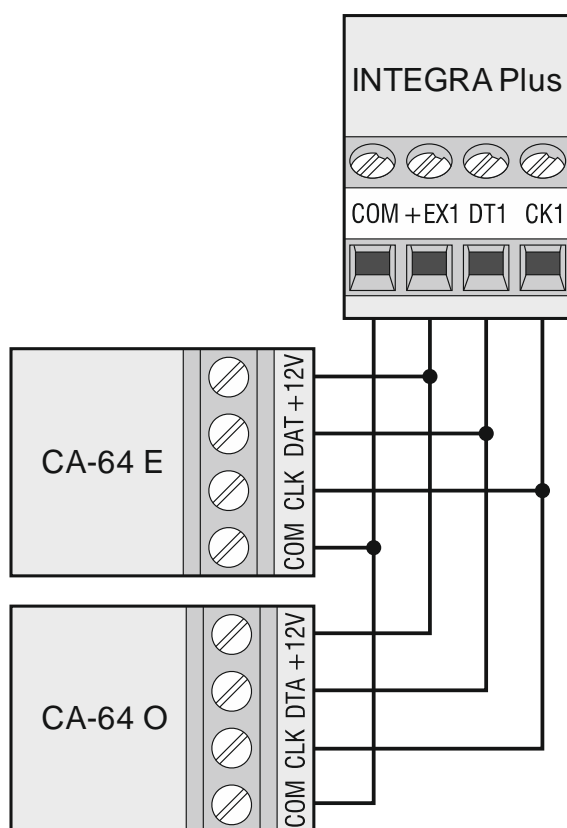 INTEGRA Plus
COM +EX1 DT1 CK1
CA-64 E
+12V
DAT
CLK
COM
CA-64 O
+12V
DTA
CLK
COM